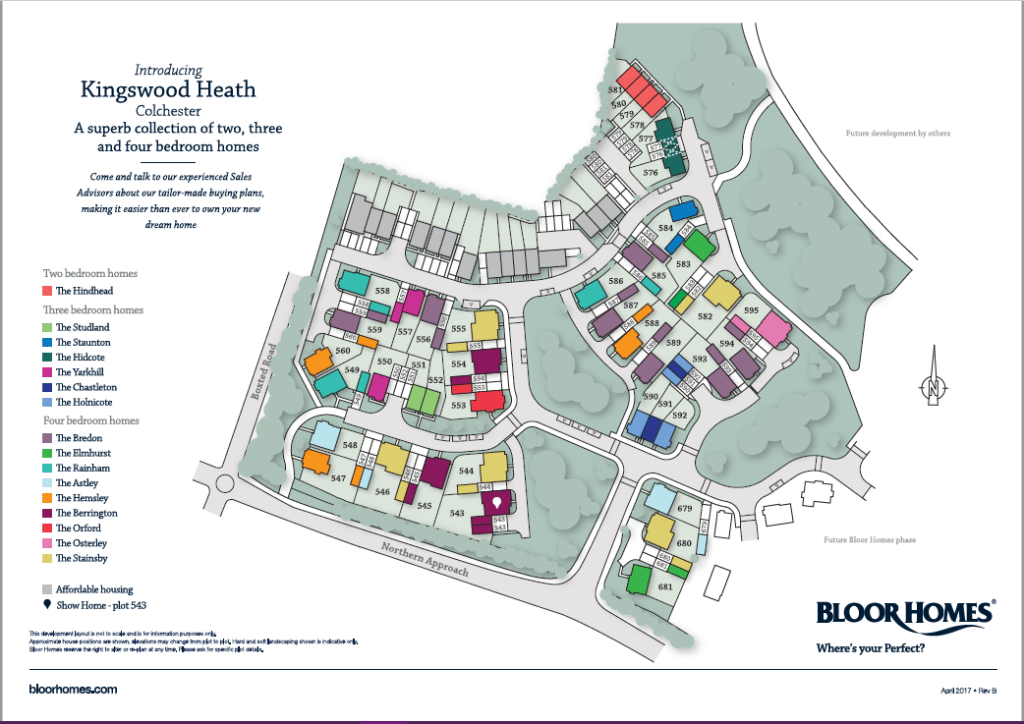 Introducing
Kingswood Heath
Colchester
A superb collection of two, three
and four bedroom homes
Come and talk to our experienced Sales
Advisors about our tailor-made buying plans,
making it easier than ever to own your new
dream home
Two bedroom homes
The Hindhead
Three bedroom homes
The Studland
The Staunton
The Hidcote
The Yarkhill
The Chastleton
The Holnicote
Four bedroom homes
The Bredon
The Elmhurst
The Rainham
The Astley
The Hemsley
The Berrington
The Orford
The Osterley
The Stainsby
Affordable housing
Show Home - plot 543
581
580
579
578
577
576
584
583
585
586
587
588
582
595
589
593
594
590
591
592
558
559
557
556
555
560
550
551
554
549
552
553
548
547
546
545
544
543
679
680
681
Boxted Road
Northern Approach
Future development by others
N
Future Bloor Homes phase
This development layout is not to scale and is for information purposes only.
Approximate house positions are shown, elevations may change from plot to plot. Hard and soft landscaping shown is indicative only.
Bloor Homes reserve the right to alter or re-plan at any time. Please ask for specific plot details.
BLOOR HOMES®
Where's your Perfect?
bloorhomes.com
April 2017 • Rev B